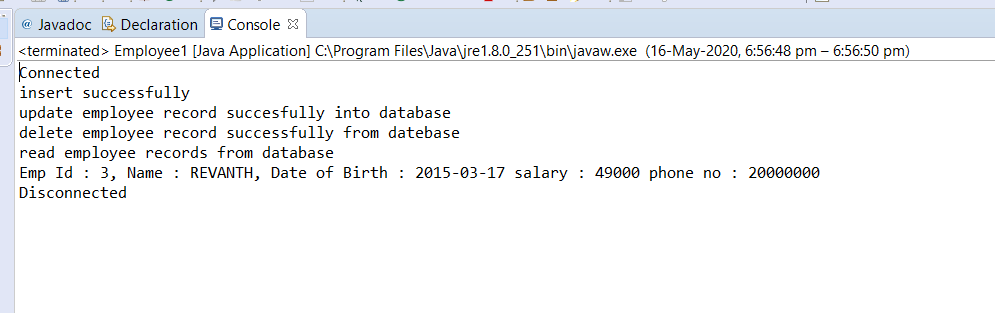 @ Javadoc Declaration Console
<terminated> Employee1 [Java Application] C:\Program Files\Java\jre1.8.0_251\bin\javaw.exe (16-May-2020, 6:56:48 pm – 6:56:50 pm)
Connected
insert successfully
update employee record succesfully into database
delete employee record successfully from datebase
read employee records from database
Emp Id : 3, Name : REVANTH, Date of Birth : 2015-03-17 salary : 49000 phone no : 20000000
Disconnected